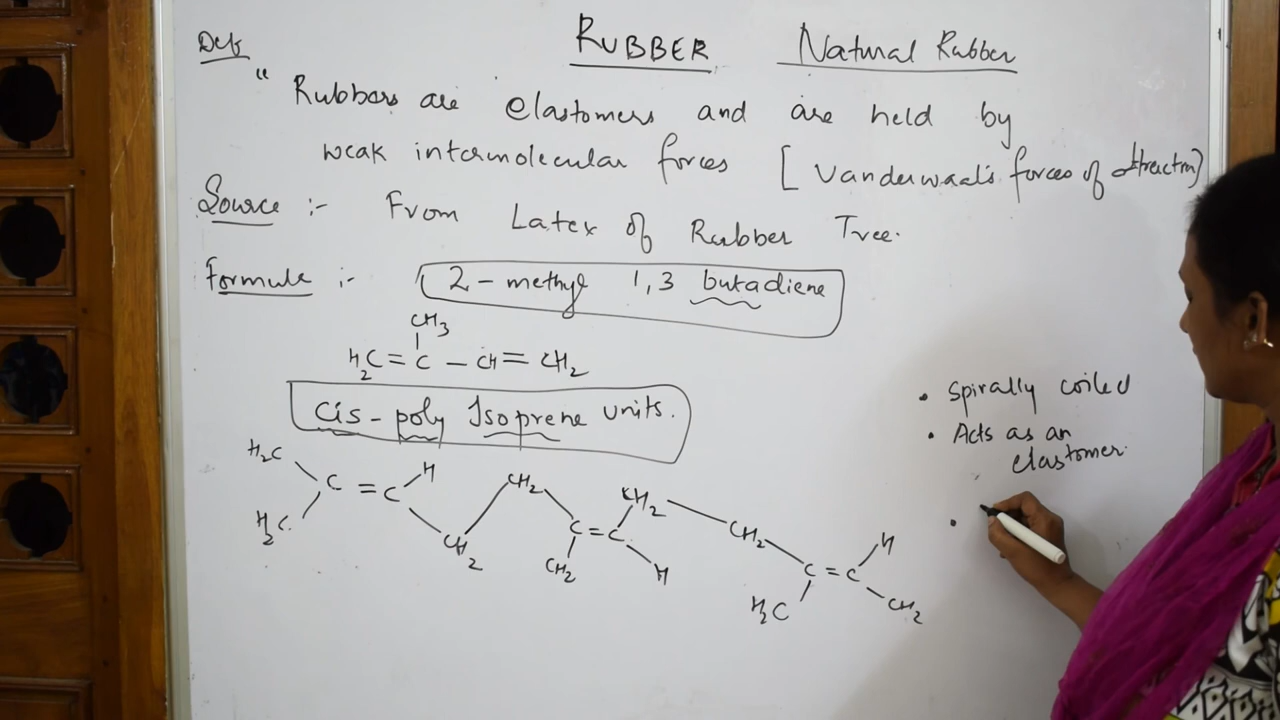 RUBBER Natural Rubber
Def
" Rubbers are elastomers and are held by
weak intermolecular forces [Vanderwaal's forces of attraction]
Source :- From Latex of Rubber Tree.
Formula :- 2-methyl 1,3 butadiene
CH3
H2C = C - CH = CH2
cis-poly Isoprene units.
• Spirally coiled
• Acts as an
elastomer.
•
H2C H CH2 CH2
C = C C = C CH2 H
H2C CH2 CH2 H C = C
H2C CH2